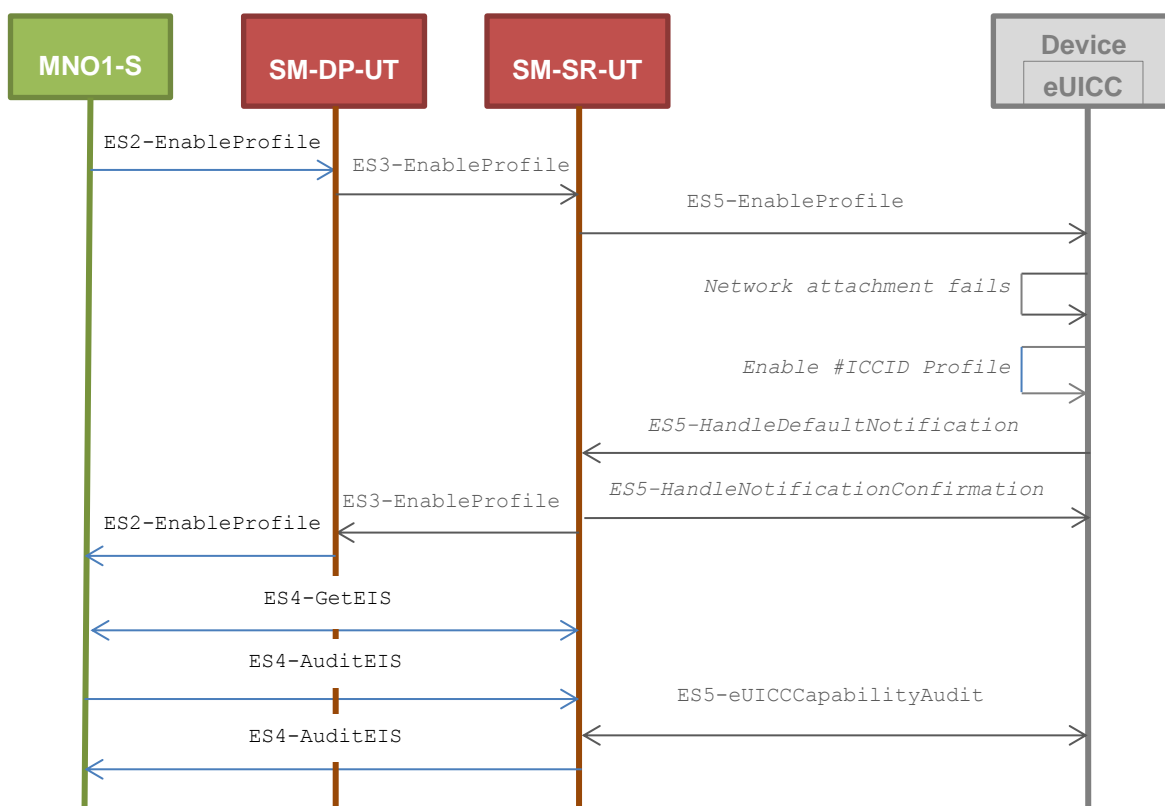 MNO1-S
SM-DP-UT
SM-SR-UT
Device
eUICC
ES2-EnableProfile
ES3-EnableProfile
ES5-EnableProfile
Network attachment fails
Enable #ICCID Profile
ES5-HandleDefaultNotification
ES5-HandleNotificationConfirmation
ES3-EnableProfile
ES2-EnableProfile
ES4-GetEIS
ES4-AuditEIS
ES5-eUICCCapabilityAudit
ES4-AuditEIS